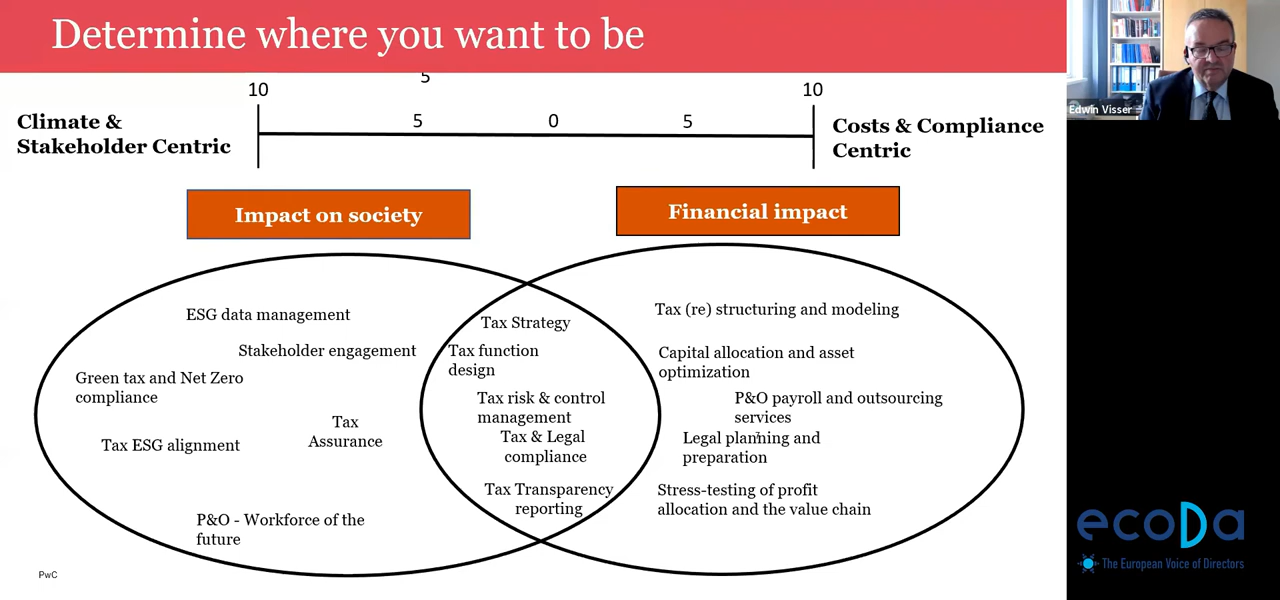 Determine where you want to be
5
10
10
5
0
5
Climate &
Stakeholder Centric
Costs & Compliance
Centric
Impact on society
Financial impact
ESG data management
Stakeholder engagement
Green tax and Net Zero
compliance
Tax
Assurance
Tax ESG alignment
P&O - Workforce of the
future
Tax Strategy
Tax function
design
Tax risk & control
management
Tax & Legal
compliance
Tax Transparency
reporting
Tax (re) structuring and modeling
Capital allocation and asset
optimization
P&O payroll and outsourcing
services
Legal planning and
preparation
Stress-testing of profit
allocation and the value chain
PwC
Edwin Visser
ecoDa
The European Voice of Directors